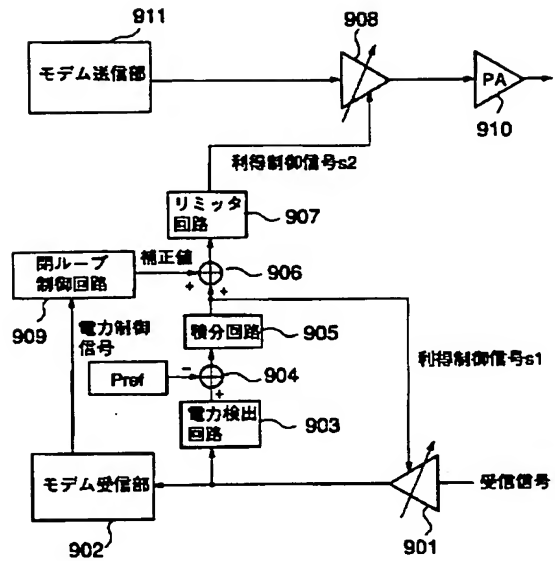 911
モデム送信部
908
PA
910
利得制御信号s2
リミッタ
回路
907
閉ループ
制御回路
補正値
906
+
+
909
電力制御
信号
積分回路
905
利得制御信号s1
Pref
-
904
+
電力検出
回路
903
モデム受信部
902
受信信号
901